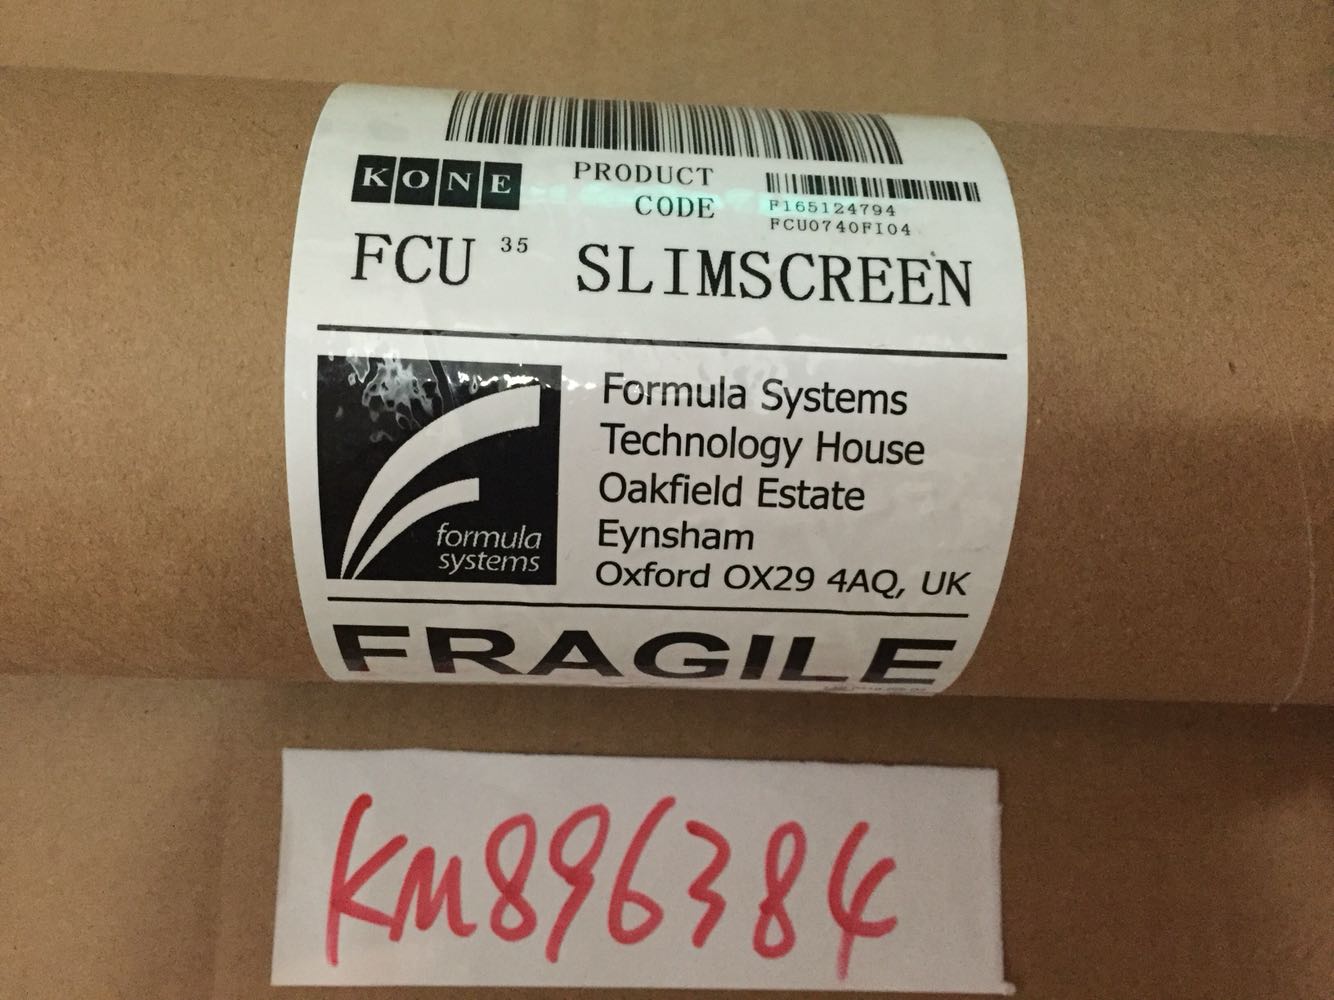 KONE
PRODUCT
CODE
F165124794
FCU0740FI04
FCU 35 SLIMSCREEN
formula
systems
Formula Systems
Technology House
Oakfield Estate
Eynsham
Oxford OX29 4AQ, UK
FRAGILE
KM896384